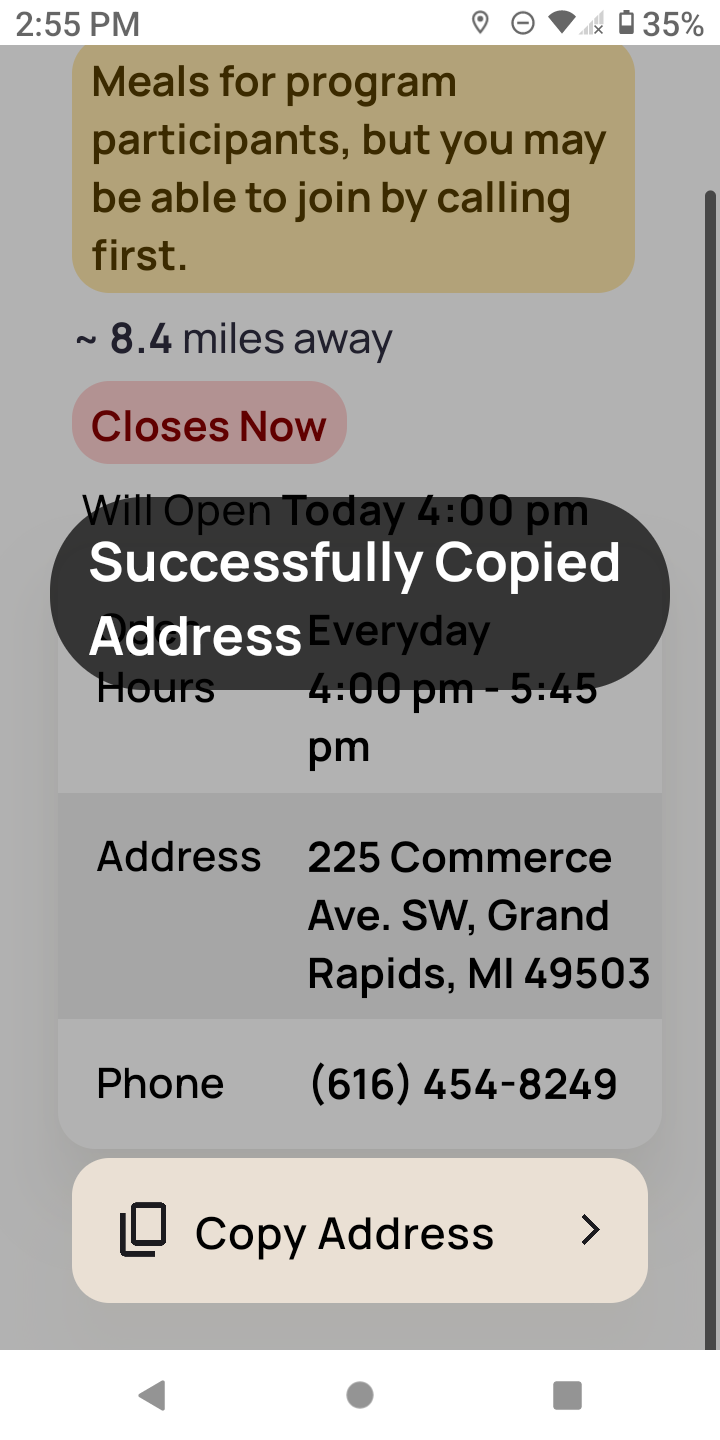 2:55 PM
35%
Meals for program
participants, but you may
be able to join by calling
first.
~ 8.4 miles away
Closes Now
Will Open Today 4:00 pm
Successfully Copied
Address
Open Everyday
Hours 4:00 pm - 5:45
pm
Address 225 Commerce
Ave. SW, Grand
Rapids, MI 49503
Phone (616) 454-8249
Copy Address